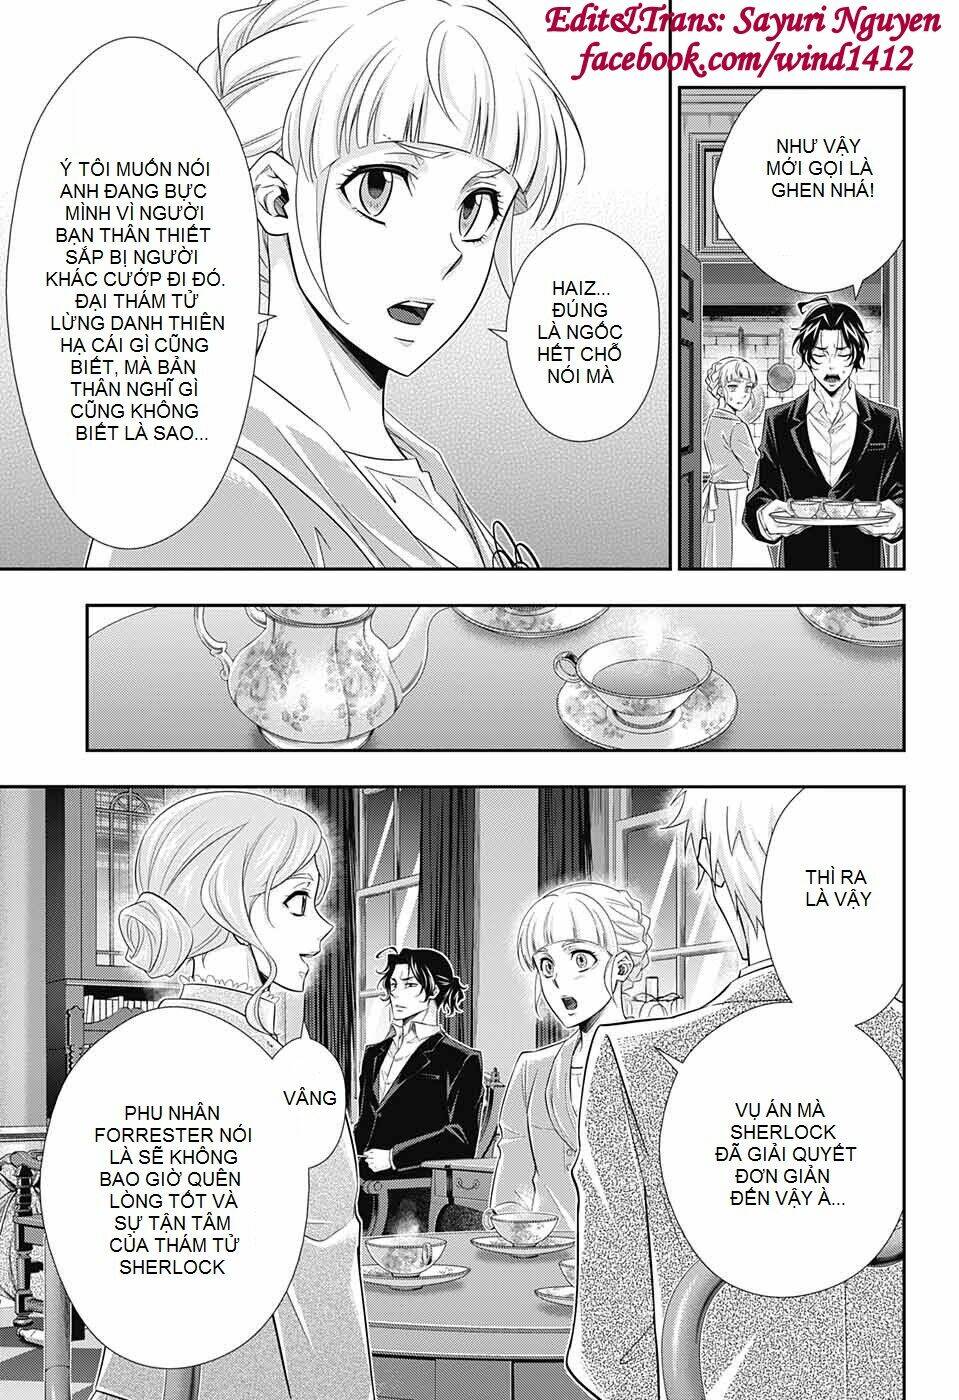 Edit&Trans: Sayuri Nguyen
facebook.com/wind1412
NHƯ VẬY
MỚI GỌI LÀ
GHEN NHÁ!
HAIZ...
ĐÚNG
LÀ NGỐC
HẾT CHỖ
NÓI MÀ
Ý TÔI MUỐN NÓI
ANH ĐANG BỰC
MÌNH VÌ NGƯỜI
BẠN THÂN THIẾT
SẮP BỊ NGƯỜI
KHÁC CƯỚP ĐI ĐÓ.
ĐẠI THÁM TỬ
LỪNG DANH THIÊN
HẠ CÁI GÌ CŨNG
BIẾT, MÀ BẢN
THÂN NGHĨ GÌ
CŨNG KHÔNG
BIẾT LÀ SAO...
THÌ RA
LÀ VẬY
VỤ ÁN MÀ
SHERLOCK
ĐÃ GIẢI QUYẾT
ĐƠN GIẢN
ĐẾN VẬY À...
VÂNG
PHU NHÂN
FORRESTER NÓI
LÀ SẼ KHÔNG
BAO GIỜ QUÊN
LÒNG TỐT VÀ
SỰ TẬN TÂM
CỦA THÁM TỬ
SHERLOCK